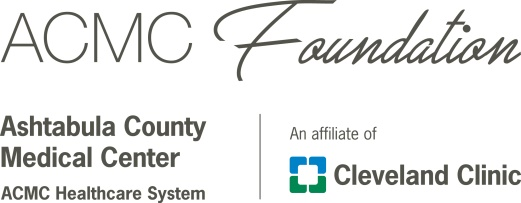 ACMC Foundation
Ashtabula County
Medical Center
ACMC Healthcare System
An affiliate of
Cleveland Clinic